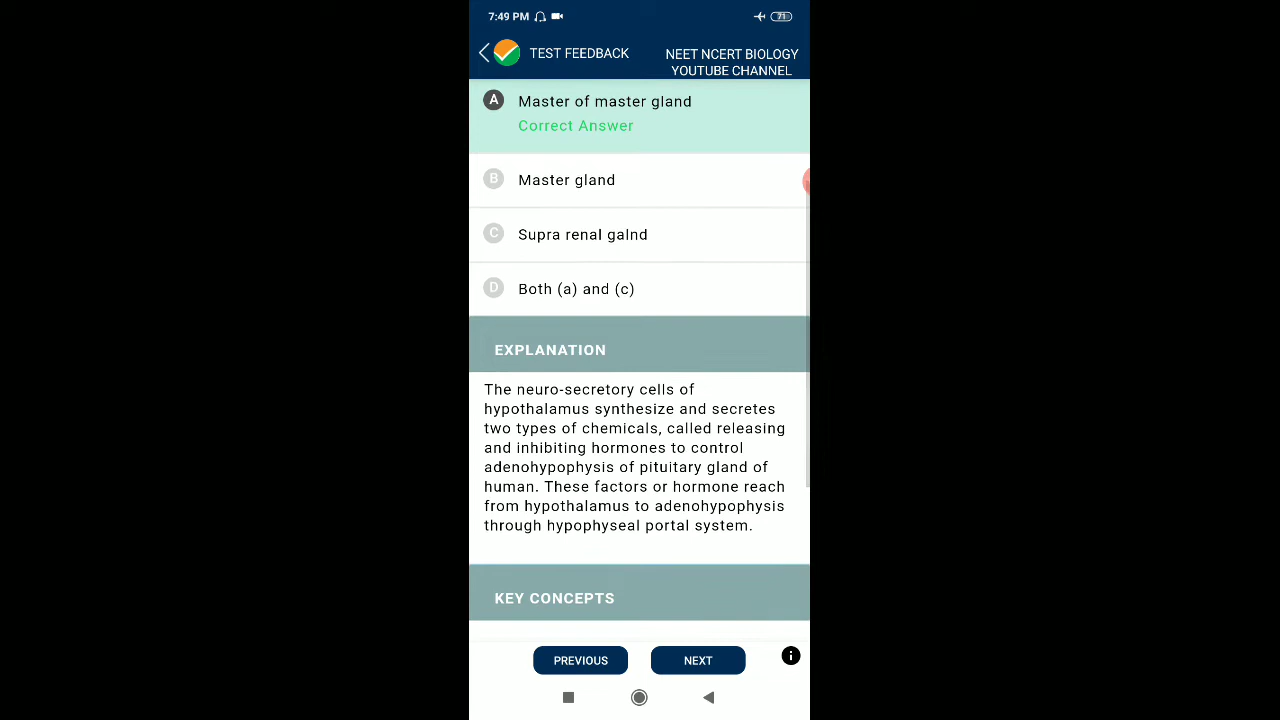 7:49 PM
71
TEST FEEDBACK
NEET NCERT BIOLOGY
YOUTUBE CHANNEL
A Master of master gland
Correct Answer
B Master gland
C Supra renal galnd
D Both (a) and (c)
EXPLANATION
The neuro-secretory cells of
hypothalamus synthesize and secretes
two types of chemicals, called releasing
and inhibiting hormones to control
adenohypophysis of pituitary gland of
human. These factors or hormone reach
from hypothalamus to adenohypophysis
through hypophyseal portal system.
KEY CONCEPTS
PREVIOUS
NEXT